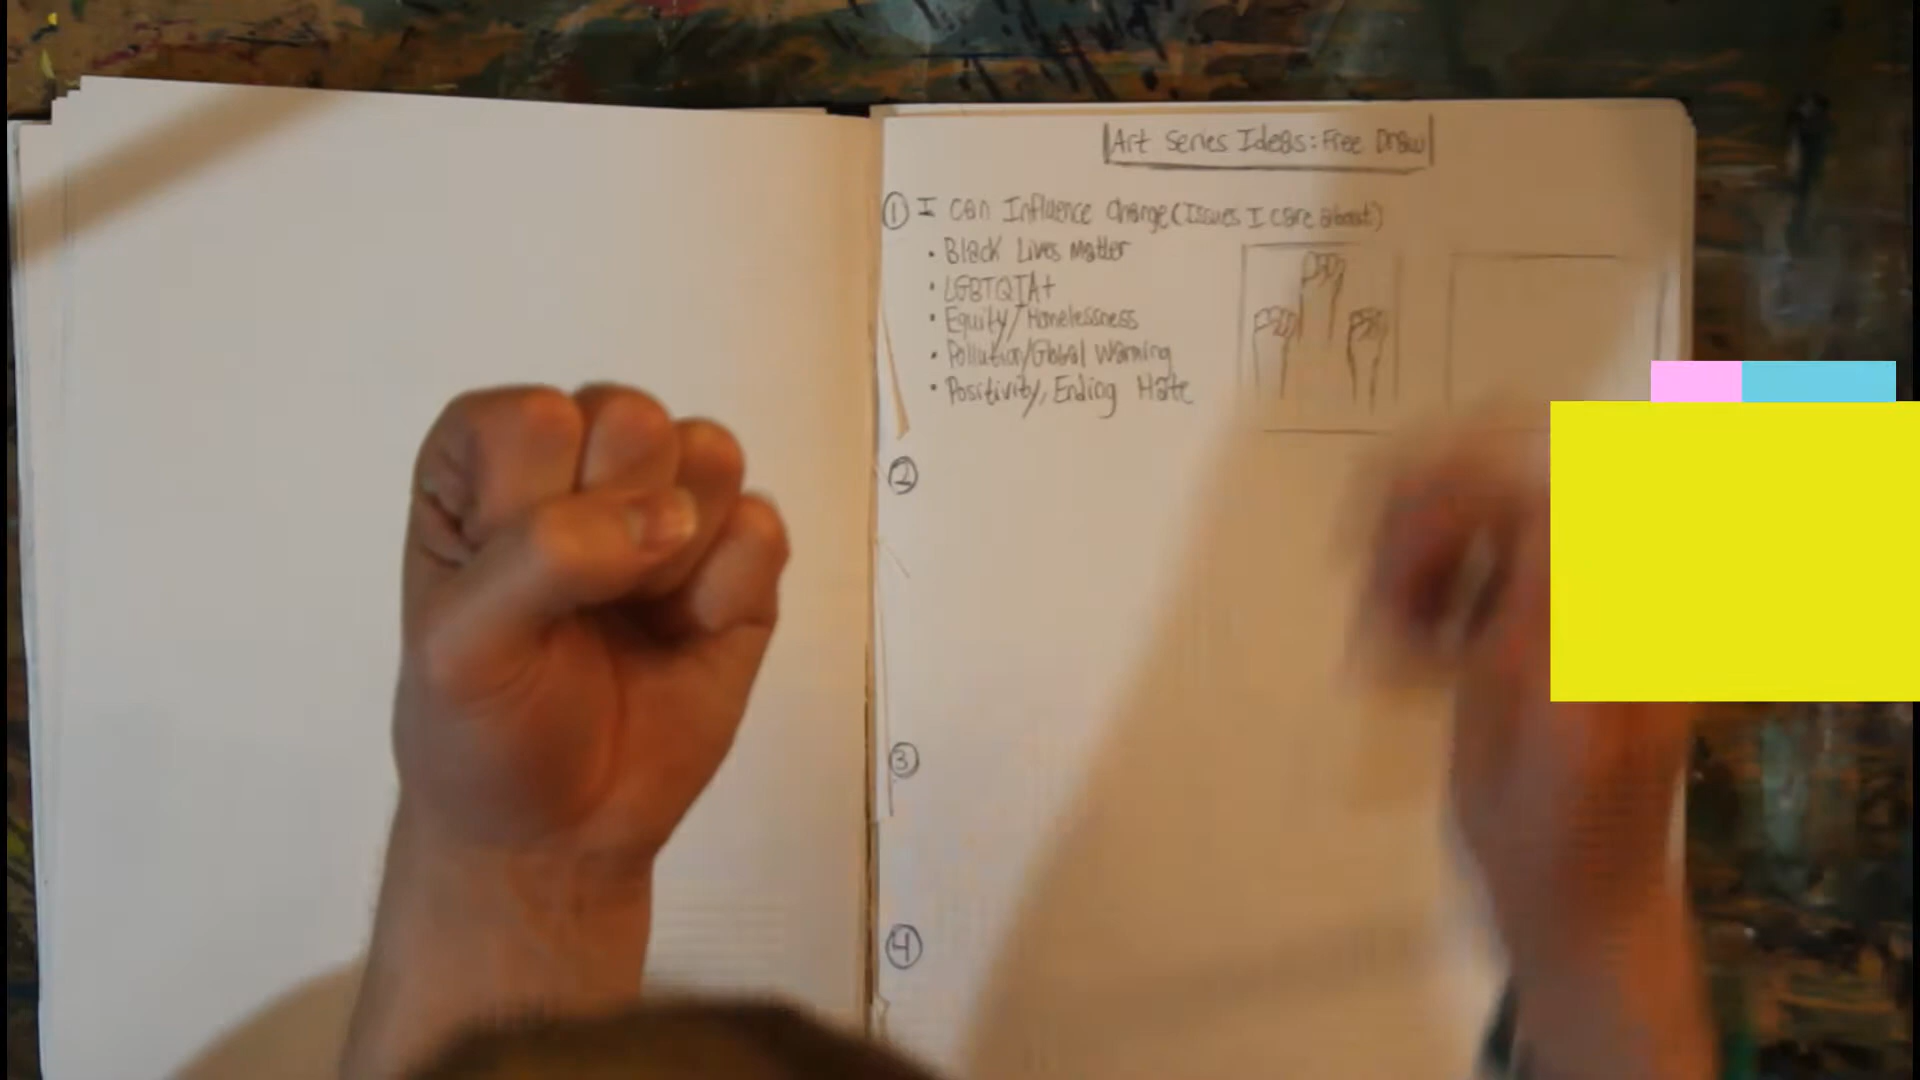 Art Series Ideas: Free Draw
① I can Influence change (Issues I care about)
• Black Lives Matter
• LGBTQIA+
• Equity/Homelessness
• Pollution/Global Warming
• Positivity, Ending Hate
②
③
④